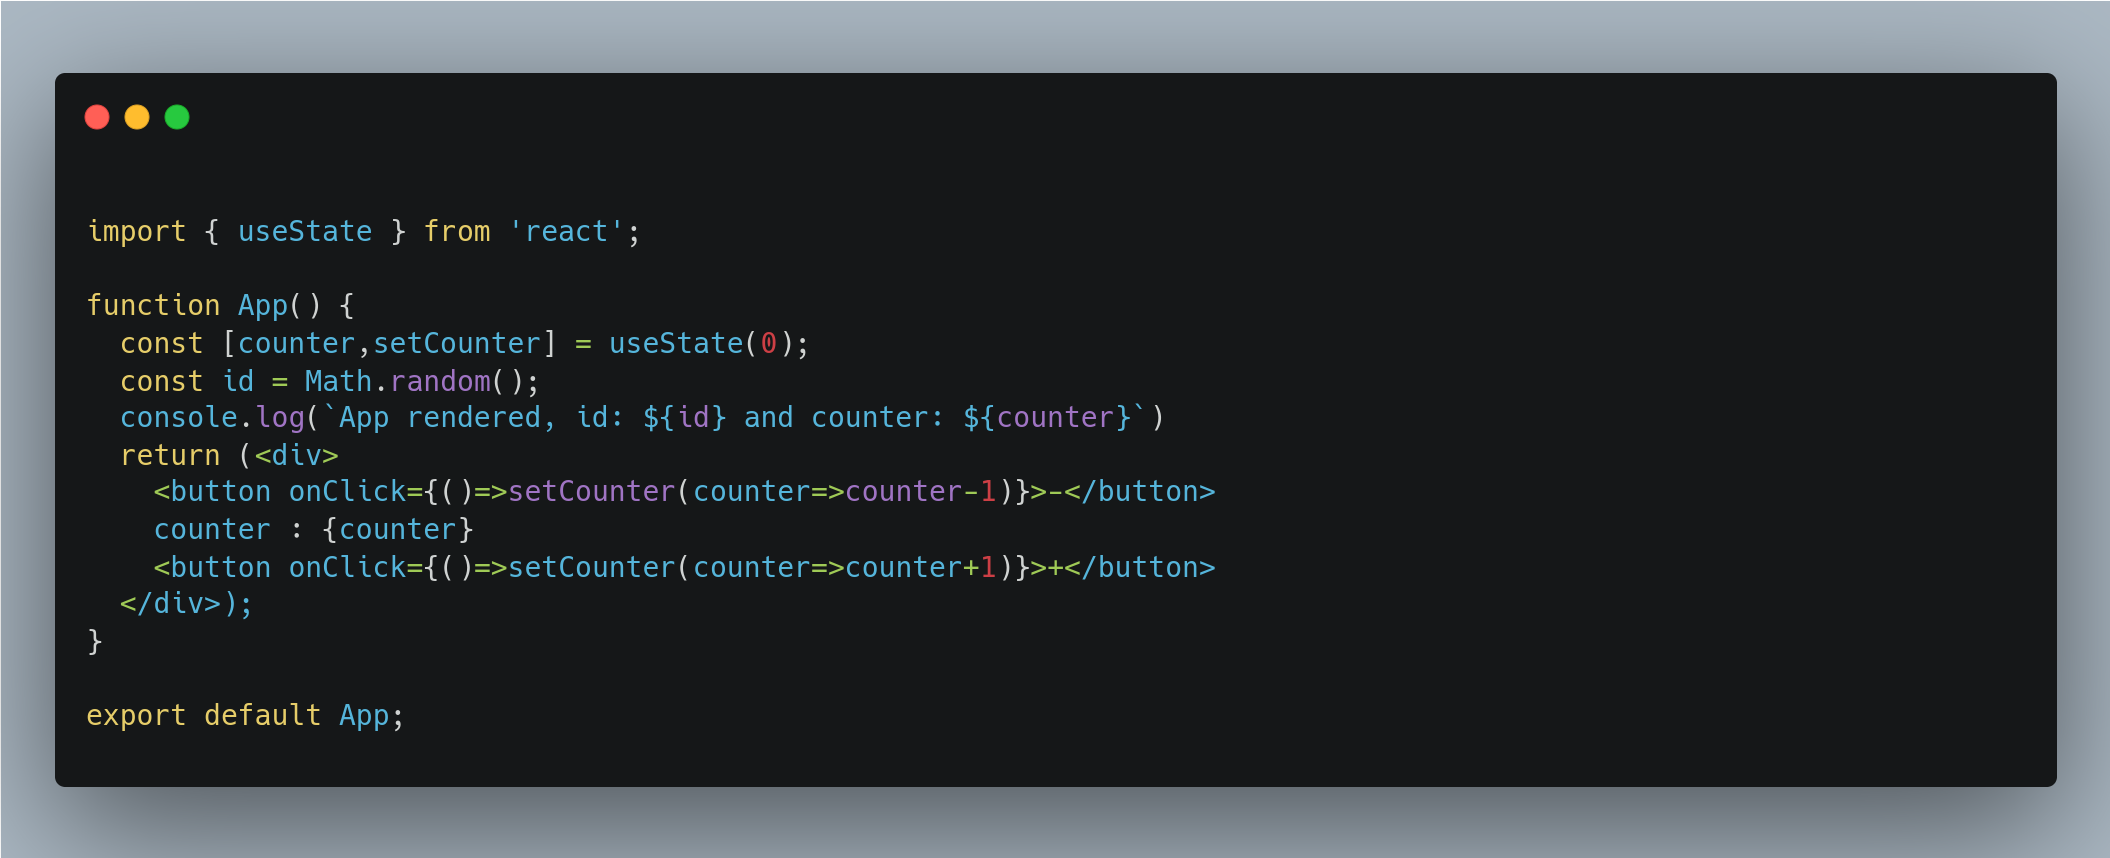 import { useState } from 'react';
function App() {
  const [counter,setCounter] = useState(0);
  const id = Math.random();
  console.log(`App rendered, id: ${id} and counter: ${counter}`)
  return (<div>
    <button onClick={()=>setCounter(counter=>counter-1)}>-</button>
    counter : {counter}
    <button onClick={()=>setCounter(counter=>counter+1)}>+</button>
  </div>);
}
export default App;